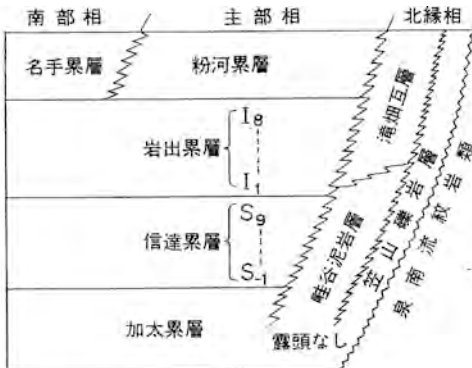 南部相 主部相 北縁相
名手累層 粉河累層
滝畑互層
岩出累層 I8
I1
信達累層 S9
S-1
畦谷泥岩層
笠山礫岩層
泉南流紋岩類
加太累層 露頭なし